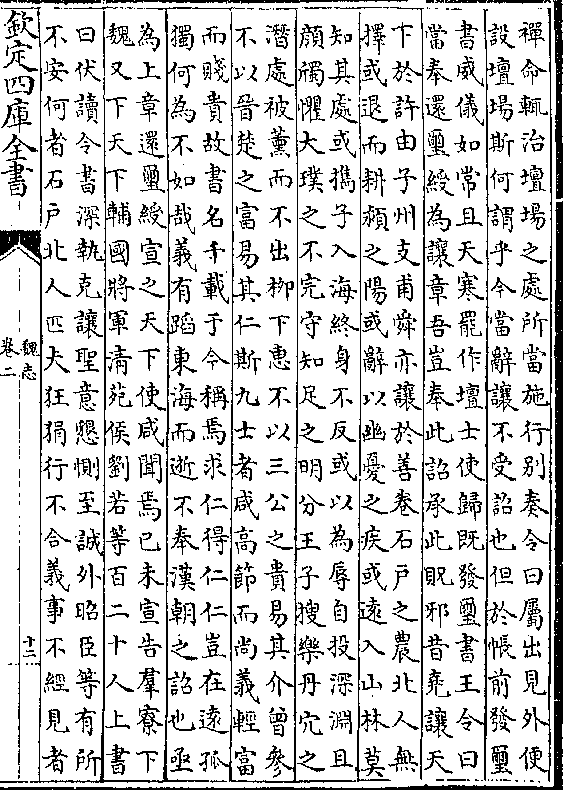 禪命輒治壇場之處所當施行别奏令曰屬出見外便
設壇場斯何謂乎今當辭讓不受詔也但於帳前發璽
書威儀如常且天寒罷作壇士使歸既發璽書王令曰
當奉還璽綬為讓章吾豈奉此詔承此貺邪昔堯讓天
下於許由子州支甫舜亦讓於善卷石戶之農北人無
擇或退而耕潁之陽或辭以幽憂之疾或遠入山林莫
知其處或攜子入海終身不反或以為辱自投深淵且
顔斶懼大璞之不完守知足之明分王子搜樂丹穴之
潛處被薰而不出柳下惠不以三公之貴易其介曾參
不以晉楚之富易其仁斯九士者咸高節而尚義輕富
而賤貴故書名千載于今稱焉求仁得仁仁豈在遠孤
獨何為不如哉義有蹈東海而逝不奉漢朝之詔也亟
為上章還璽綬宣之天下使咸聞焉已未宣告羣寮下
魏又下天下輔國將軍清苑侯劉若等百二十人上書
曰伏讀令書深執克讓聖意懇惻至誠外昭臣等有所
不安何者石戶北人匹夫狂狷行不合義事不經見者
欽定四庫全書
魏志
卷二
十二